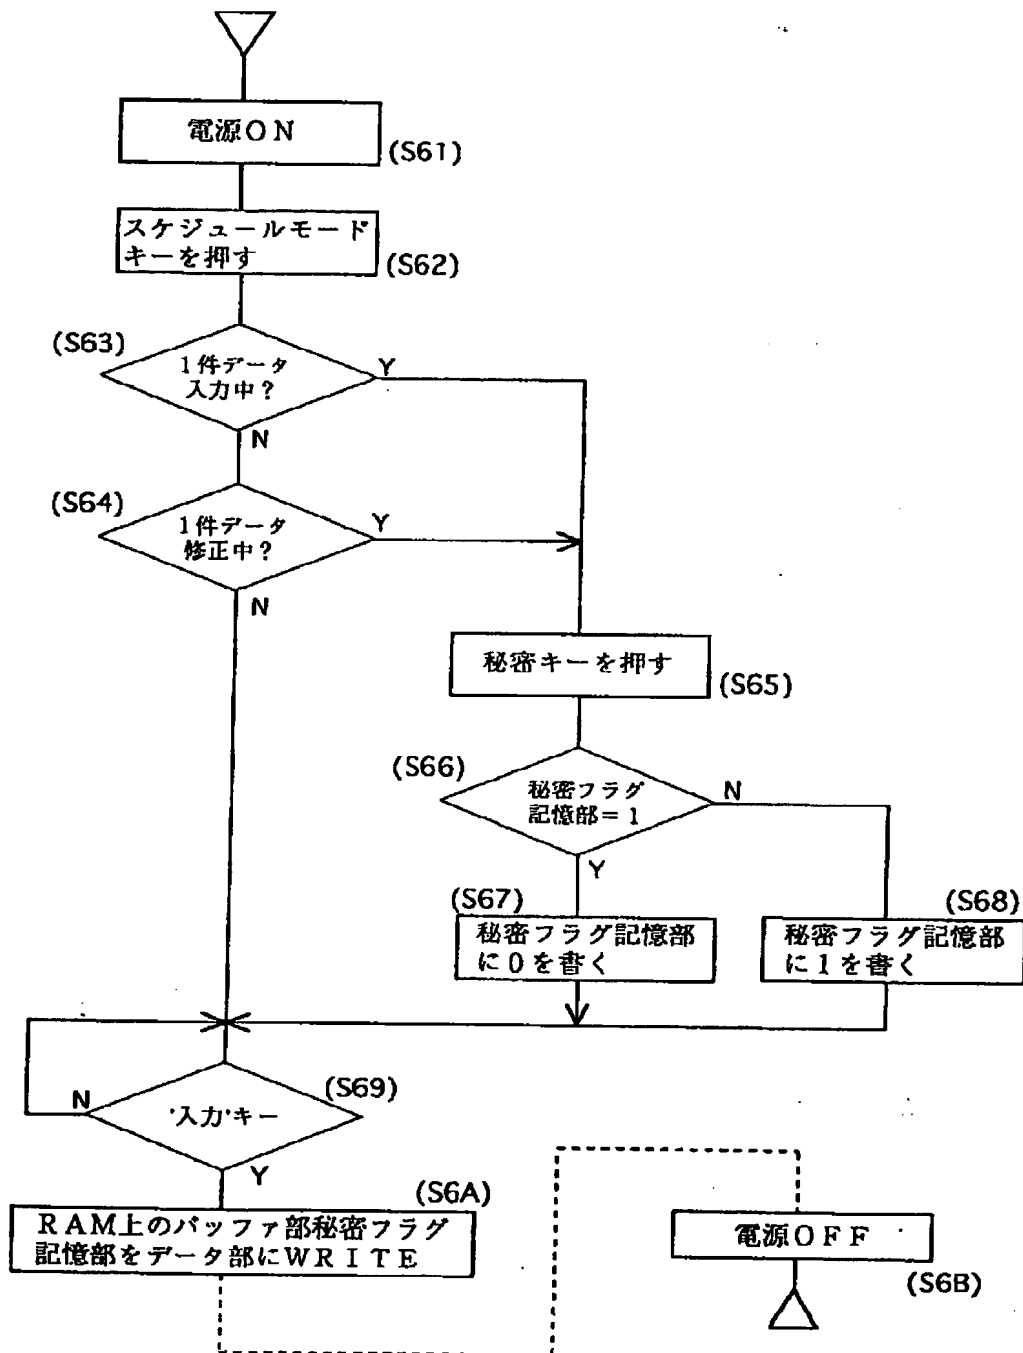 電源ON
(S61)
スケジュールモード
キーを押す
(S62)
(S63)
1件データ
入力中?
Y
N
(S64)
1件データ
修正中?
Y
N
秘密キーを押す
(S65)
(S66)
秘密フラグ
記憶部=1
N
Y
(S67)
秘密フラグ記憶部
に0を書く
(S68)
秘密フラグ記憶部
に1を書く
(S69)
'入力'キー
N
Y
(S6A)
RAM上のバッファ部秘密フラグ
記憶部をデータ部にWRITE
電源OFF
(S6B)